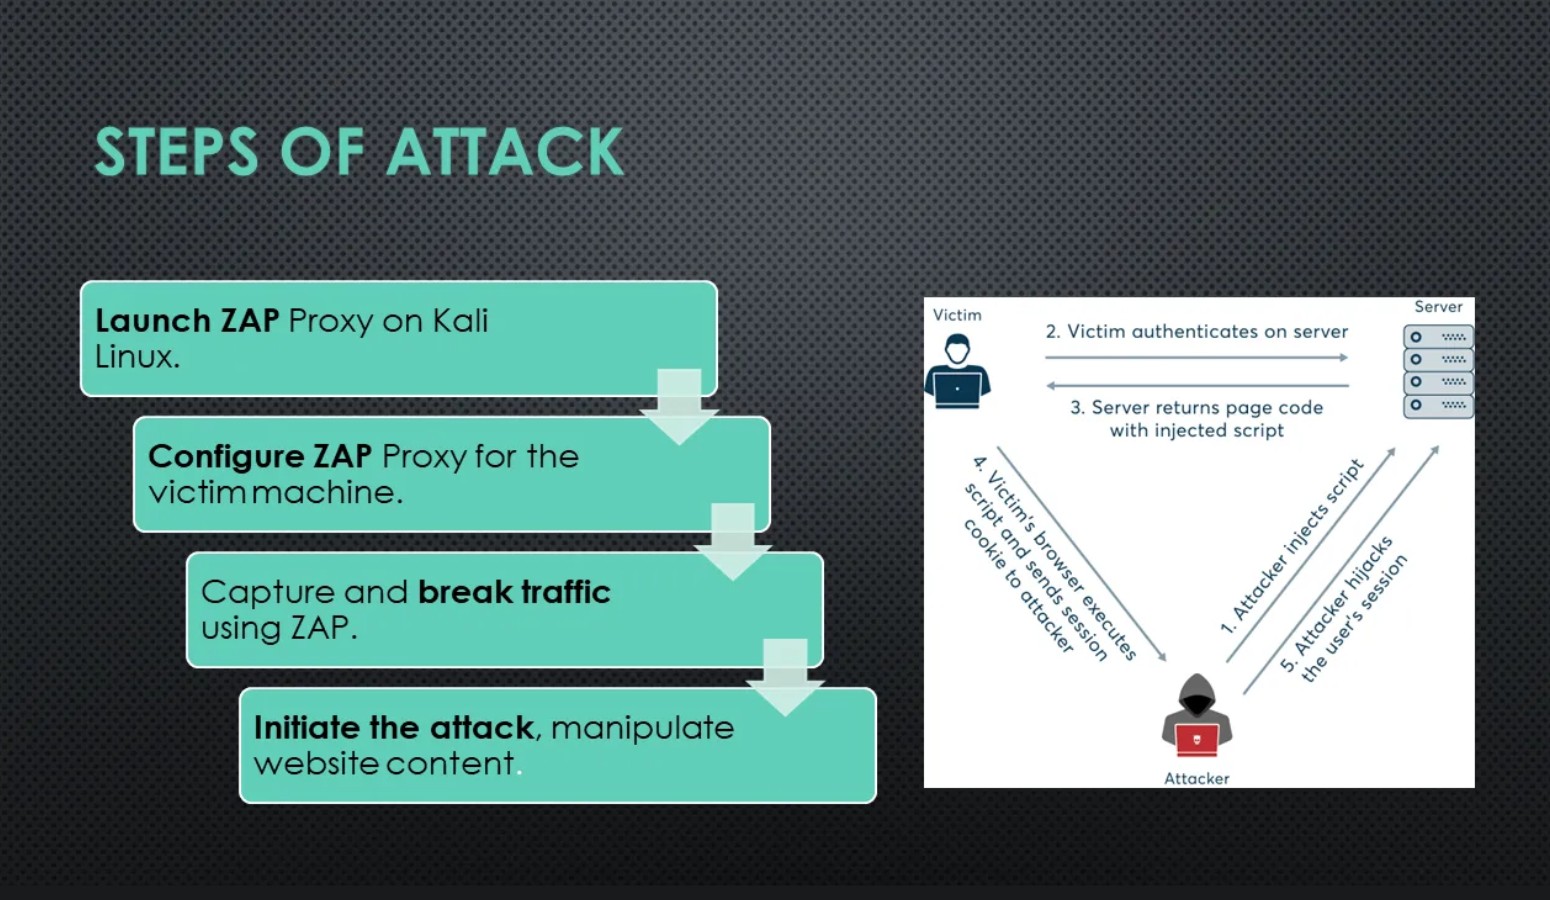 STEPS OF ATTACK
Launch ZAP Proxy on Kali
Linux.
Configure ZAP Proxy for the
victim machine.
Capture and break traffic
using ZAP.
Initiate the attack, manipulate
website content.
Victim
Server
2. Victim authenticates on server
3. Server returns page code
with injected script
4. Victim's browser executes
script and sends session
cookie to attacker
1. Attacker injects script
5. Attacker hijacks
the user's session
Attacker